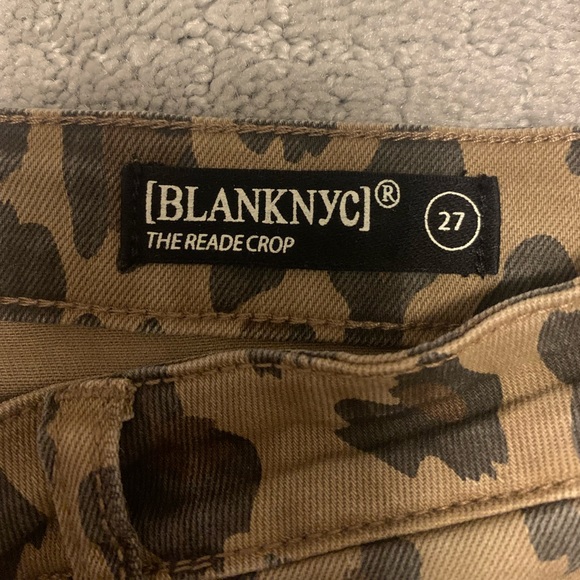 [BLANKNYC]®
THE READE CROP
27